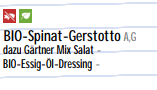 BIO-Spinat-Gerstotto A,G
dazu Gärtner Mix Salat -
BIO-Essig-Öl-Dressing -